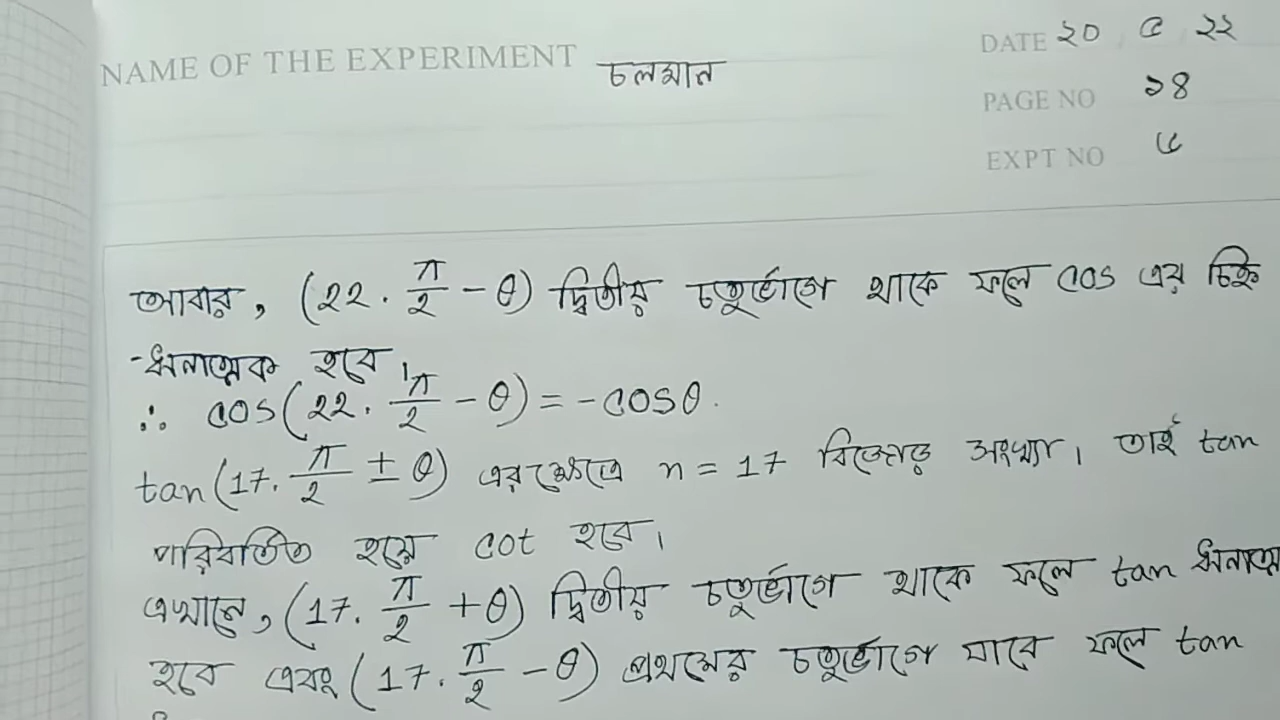 NAME OF THE EXPERIMENT চলমান
DATE ২০ ৫ ২২
PAGE NO ১৪
EXPT NO ৫
আবার, (22. π/2 - θ) দ্বিতীয় চতুর্ভাগে থাকে ফলে cos এর চিহ্ন
ঋনাত্মক হবে।
∴ cos(22. π/2 - θ) = -cosθ.
tan(17. π/2 ± θ) এর ক্ষেত্রে n = 17 বিজোড় সংখ্যা। তাই tan
পরিবর্তিত হয়ে cot হবে।
এখানে, (17. π/2 + θ) দ্বিতীয় চতুর্ভাগে থাকে ফলে tan ঋনাত্ম
হবে এবং (17. π/2 - θ) প্রথমের চতুর্ভাগে যাবে ফলে tan